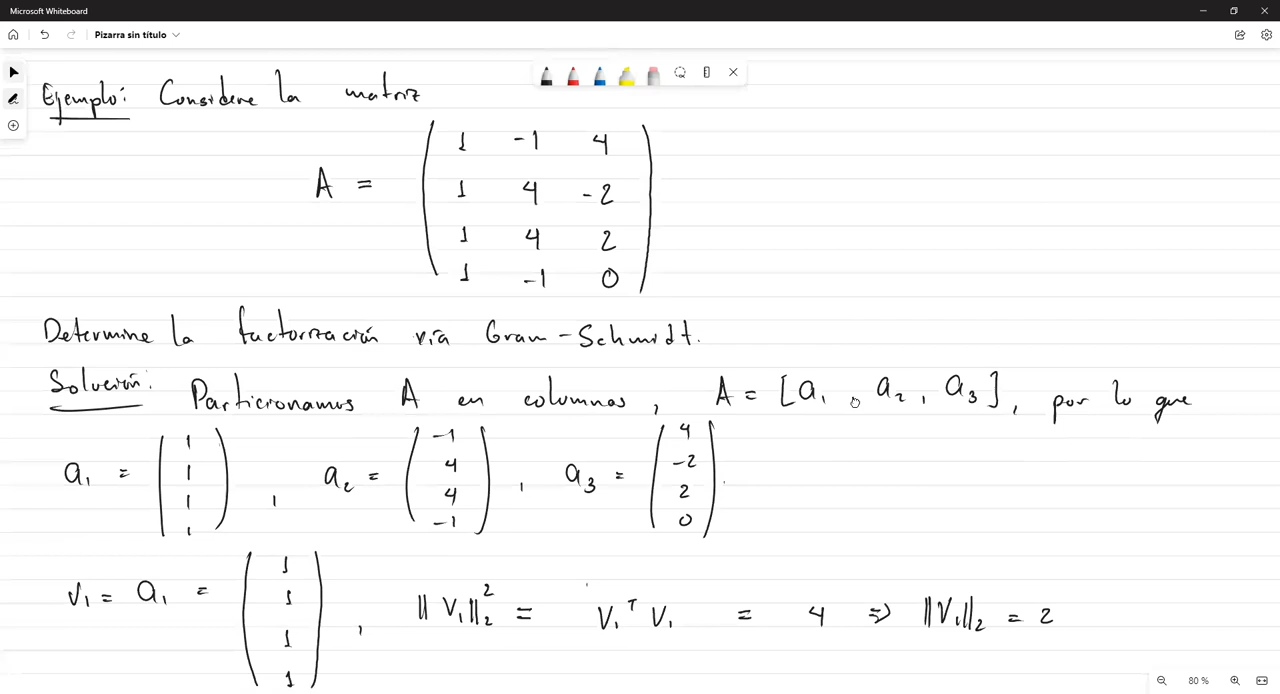 Microsoft Whiteboard
Pizarra sin título
Ejemplo: Considere la matriz
A = ( 1 -1 4
1 4 -2
1 4 2
1 -1 0 )
Determine la factorización vía Gram-Schmidt.
Solución: Particionamos A en columnas, A = [a₁, a₂, a₃], por lo que
a₁ = (1 1 1 1), a₂ = (-1 4 4 -1), a₃ = (4 -2 2 0).
v₁ = a₁ = (1 1 1 1), ||v₁||₂² = v₁ᵀ v₁ = 4 ⇒ ||v₁||₂ = 2
80 %